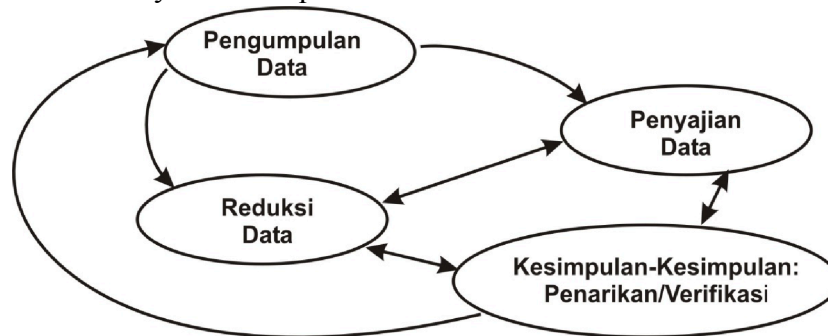 Pengumpulan
Data
Penyajian
Data
Reduksi
Data
Kesimpulan-Kesimpulan:
Penarikan/Verifikasi